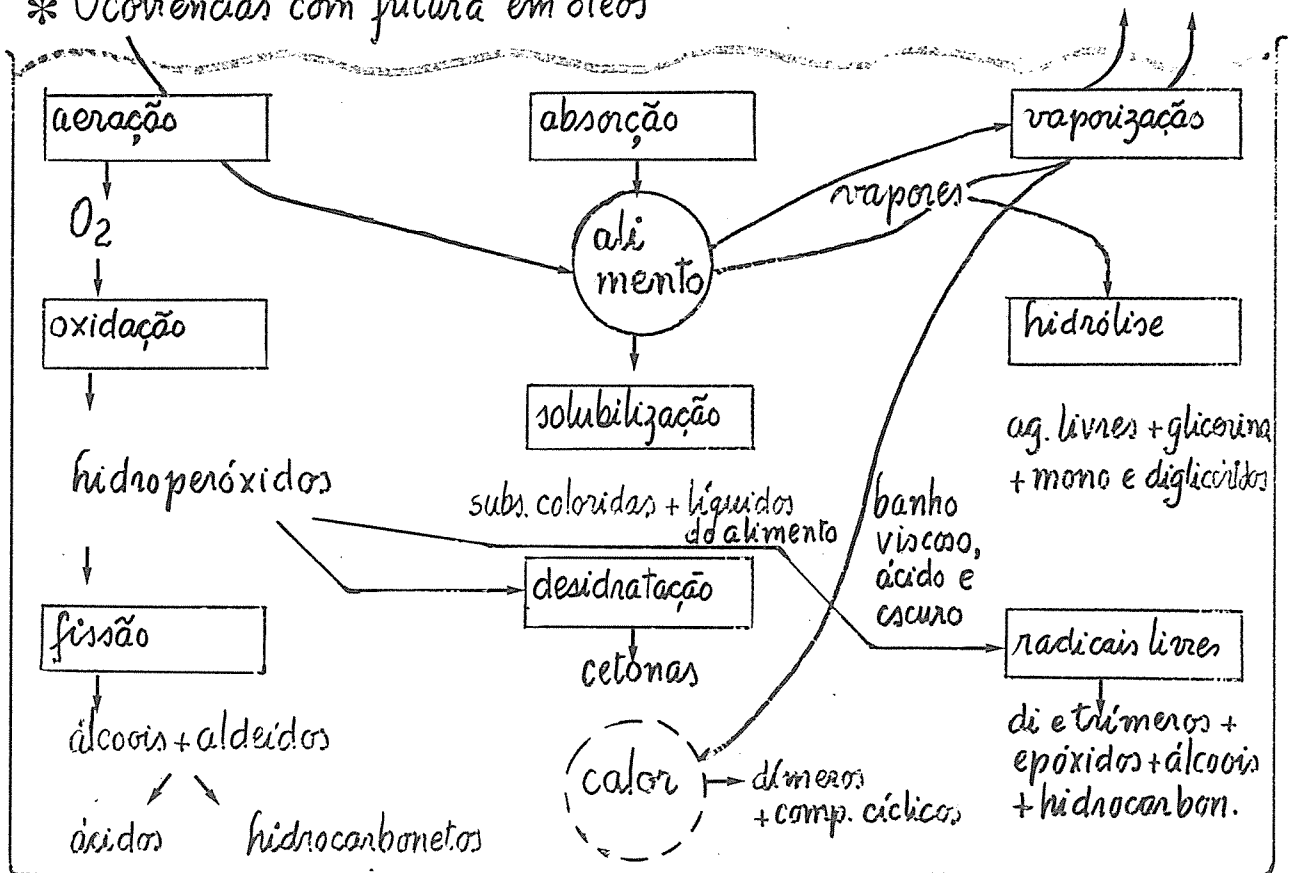 * Ocorrências com fritura em óleos
aeração
absorção
vaporização
O2
ali
mento
vapores
oxidação
hidrólise
solubilização
ag. livres + glicerina
+ mono e diglicéridos
hidroperóxidos
subs. coloridas + líquidos
do alimento
banho
viscoso,
ácido e
escuro
desidratação
cetonas
fissão
radicais livres
álcoois + aldeídos
ácidos
hidrocarbonetos
calor
dímeros
+ comp. cíclicos
di e trímeros +
epóxidos + álcoois
+ hidrocarbon.